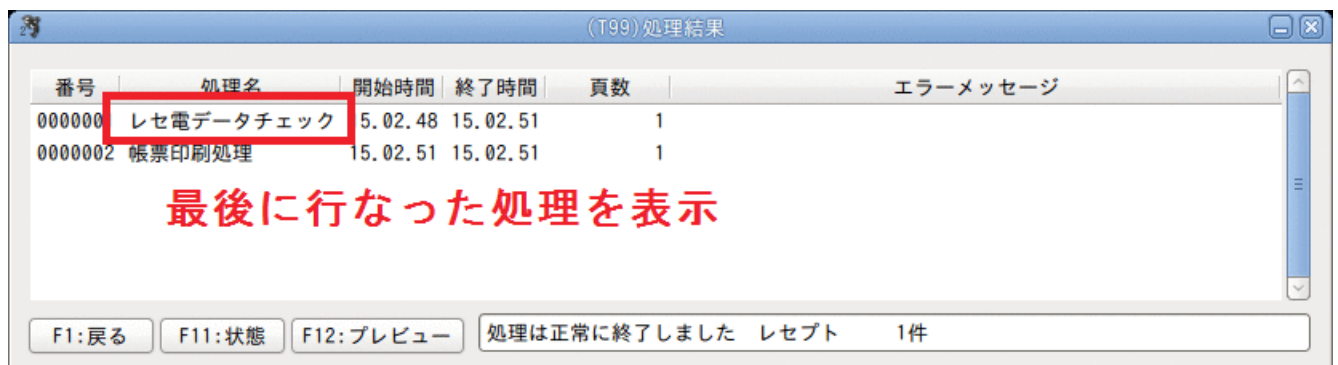 (T99)処理結果
番号 処理名 開始時間 終了時間 頁数 エラーメッセージ
000000 レセ電データチェック 5.02.48 15.02.51 1
0000002 帳票印刷処理 15.02.51 15.02.51 1
最後に行なった処理を表示
F1:戻る F11:状態 F12:プレビュー 処理は正常に終了しました レセプト 1件